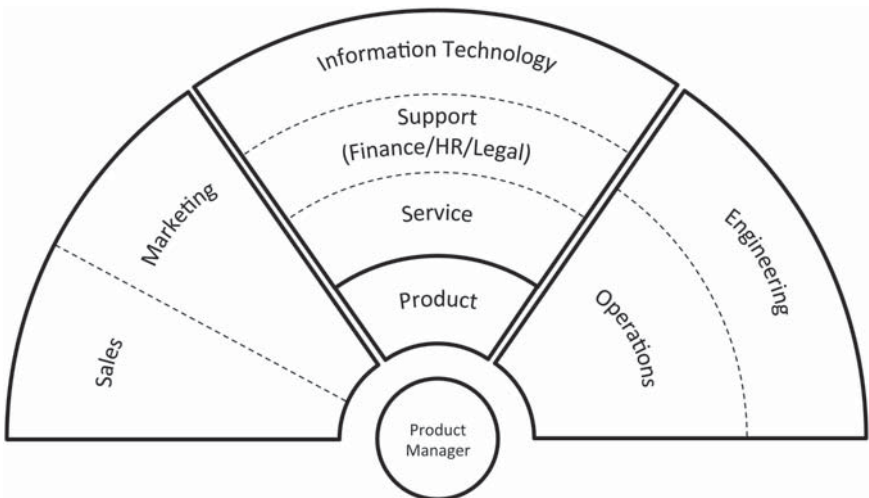 Information Technology
Support
(Finance/HR/Legal)
Service
Product
Marketing
Sales
Engineering
Operations
Product
Manager